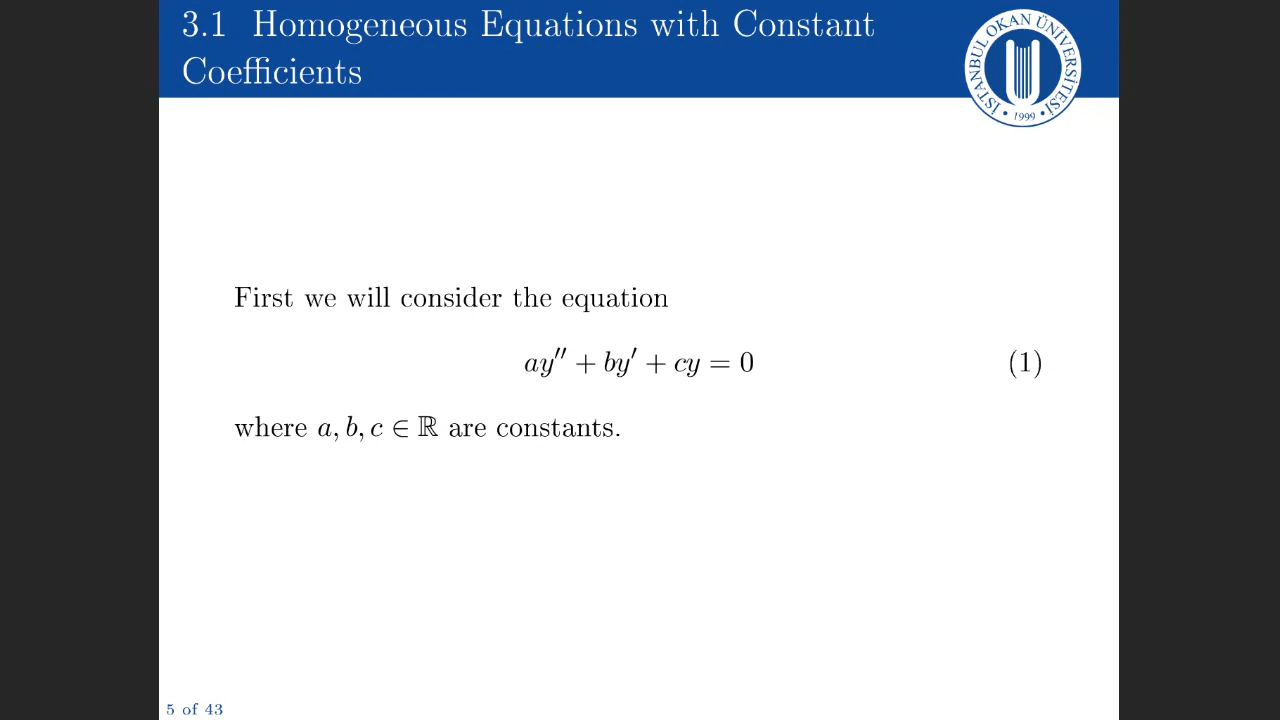 3.1 Homogeneous Equations with Constant
Coefficients
İSTANBUL OKAN ÜNİVERSİTESİ
• 1999 •
First we will consider the equation
ay″ + by′ + cy = 0 (1)
where a, b, c ∈ ℝ are constants.
5 of 43